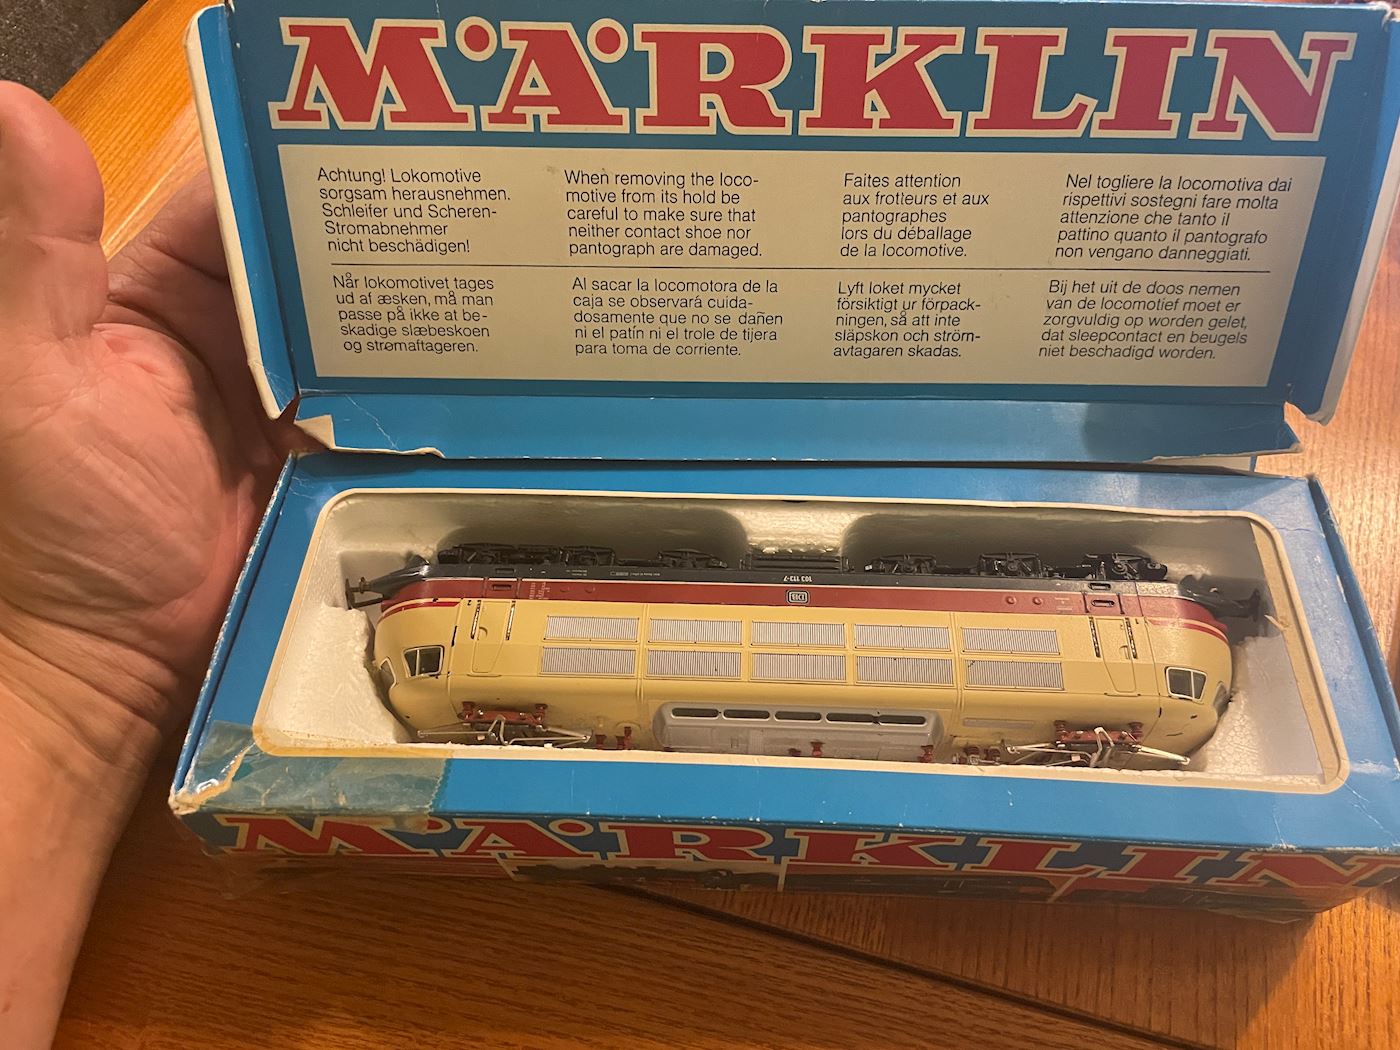 MÄRKLIN
Achtung! Lokomotive
sorgsam herausnehmen.
Schleifer und Scheren-
Stromabnehmer
nicht beschädigen!
When removing the loco-
motive from its hold be
careful to make sure that
neither contact shoe nor
pantograph are damaged.
Faites attention
aux frotteurs et aux
pantographes
lors du déballage
de la locomotive.
Nel togliere la locomotiva dai
rispettivi sostegni fare molta
attenzione che tanto il
pattino quanto il pantografo
non vengano danneggiati.
Når lokomotivet tages
ud af æsken, må man
passe på ikke at be-
skadige slæbeskoen
og strømaftageren.
Al sacar la locomotora de la
caja se observará cuida-
dosamente que no se dañen
ni el patín ni el trole de tijera
para toma de corriente.
Lyft loket mycket
försiktigt ur förpack-
ningen, så att inte
släpskon och ström-
avtagaren skadas.
Bij het uit de doos nemen
van de locomotief moet er
zorgvuldig op worden gelet,
dat sleepcontact en beugels
niet beschadigd worden.
103 113-7
DB
MÄRKLIN